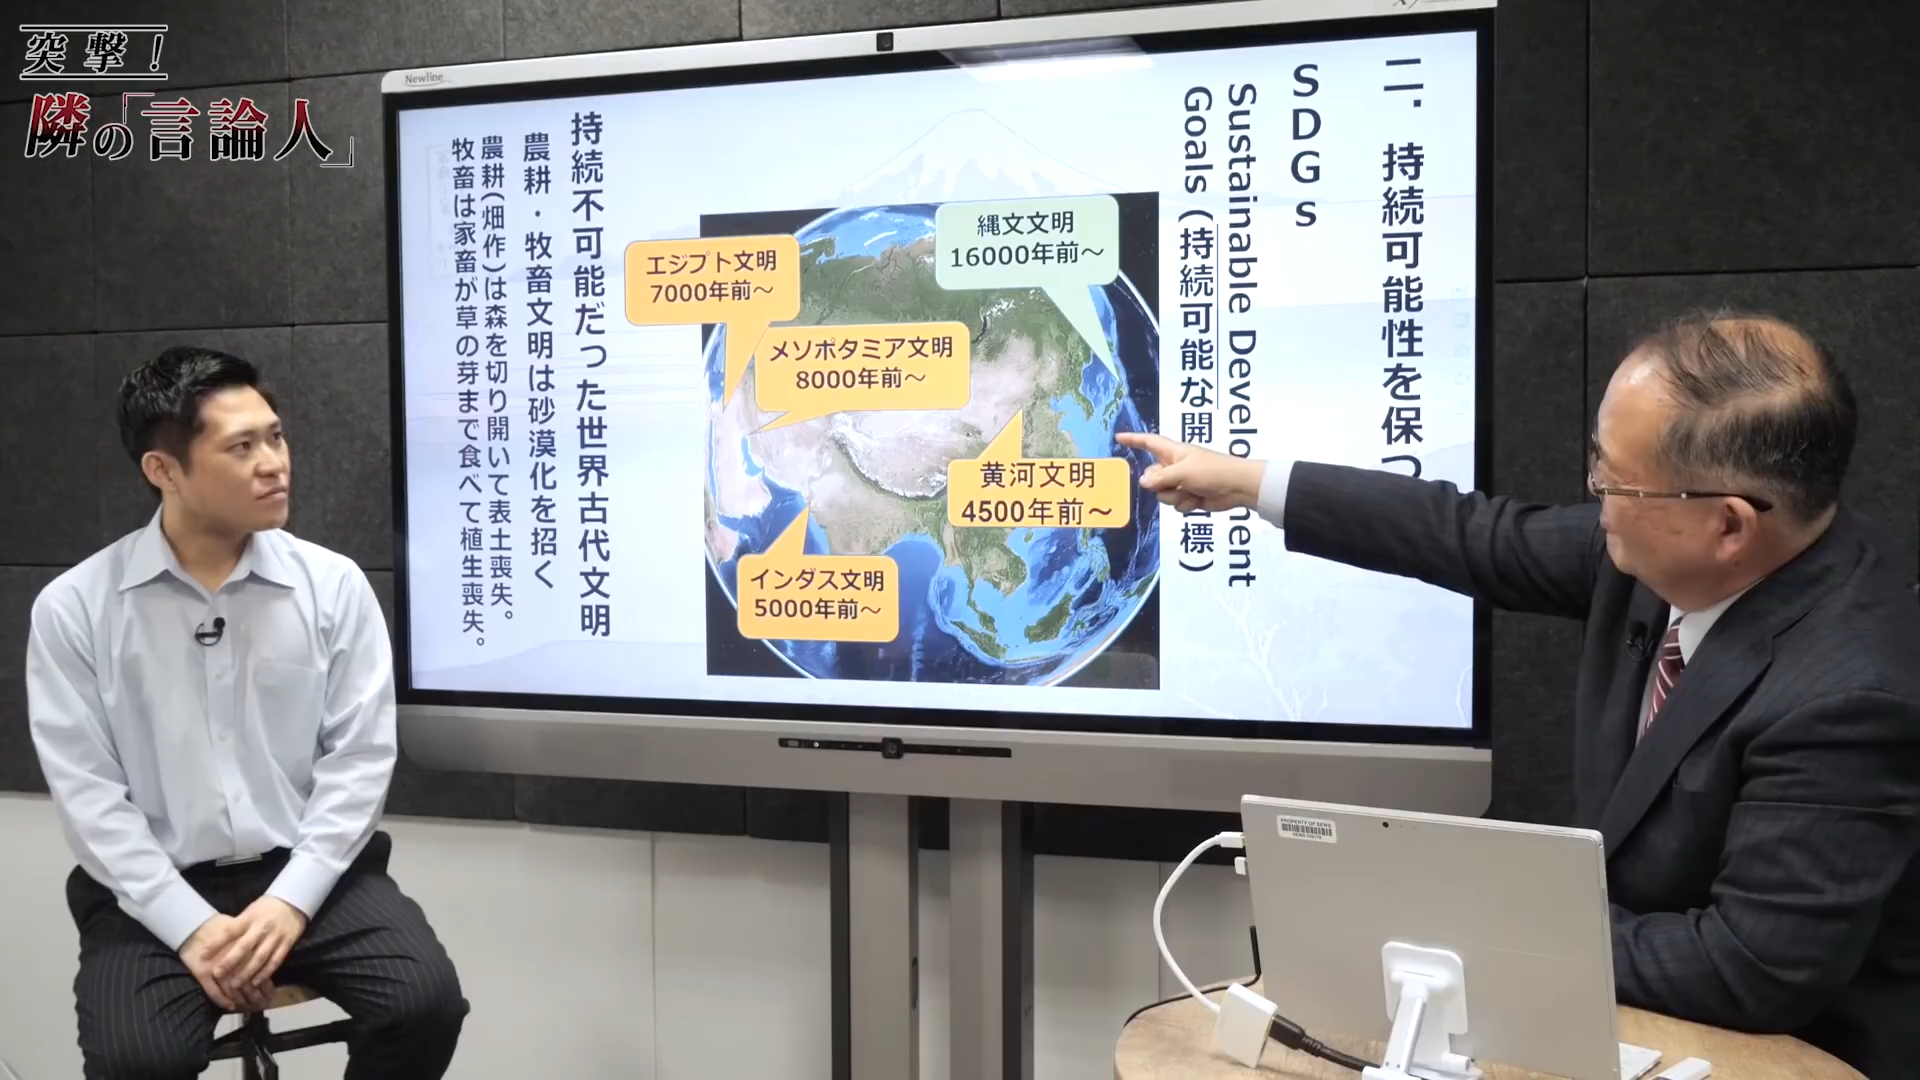 突撃！
隣の「言論人」
Newline
二．持続可能性を保つ
SDGs
Sustainable Development
Goals (持続可能な開
標)
縄文文明
16000年前～
エジプト文明
7000年前～
メソポタミア文明
8000年前～
黄河文明
4500年前～
インダス文明
5000年前～
持続不可能だった世界古代文明
農耕・牧畜文明は砂漠化を招く
農耕(畑作)は森を切り開いて表土喪失。
牧畜は家畜が草の芽まで食べて植生喪失。